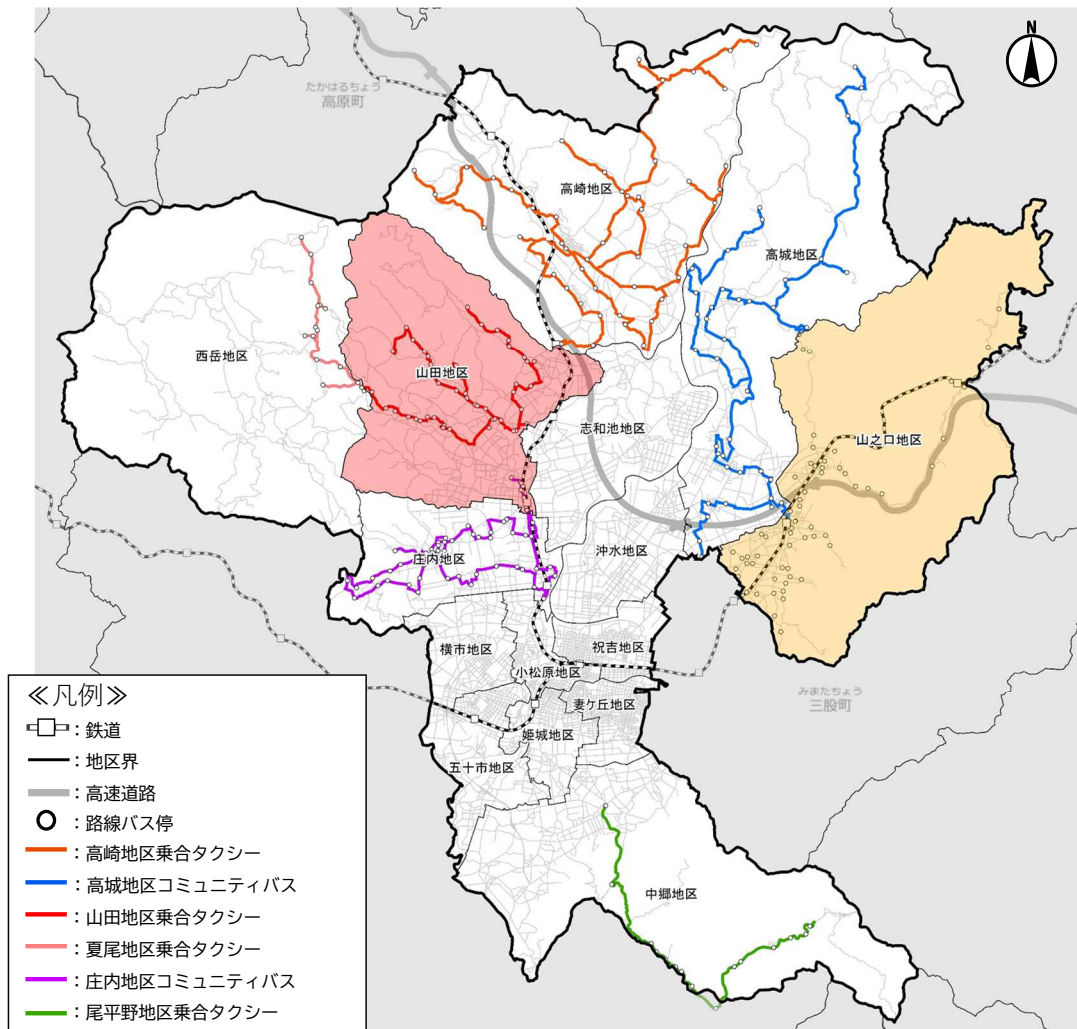 N
たかはるちょう
高原町
高崎地区
高城地区
西岳地区
山田地区
志和池地区
山之口地区
庄内地区
沖水地区
横市地区
祝吉地区
小松原地区
妻ケ丘地区
姫城地区
五十市地区
みまたちょう
三股町
中郷地区
≪凡例≫
：鉄道
：地区界
：高速道路
：路線バス停
：高崎地区乗合タクシー
：高城地区コミュニティバス
：山田地区乗合タクシー
：夏尾地区乗合タクシー
：庄内地区コミュニティバス
：尾平野地区乗合タクシー